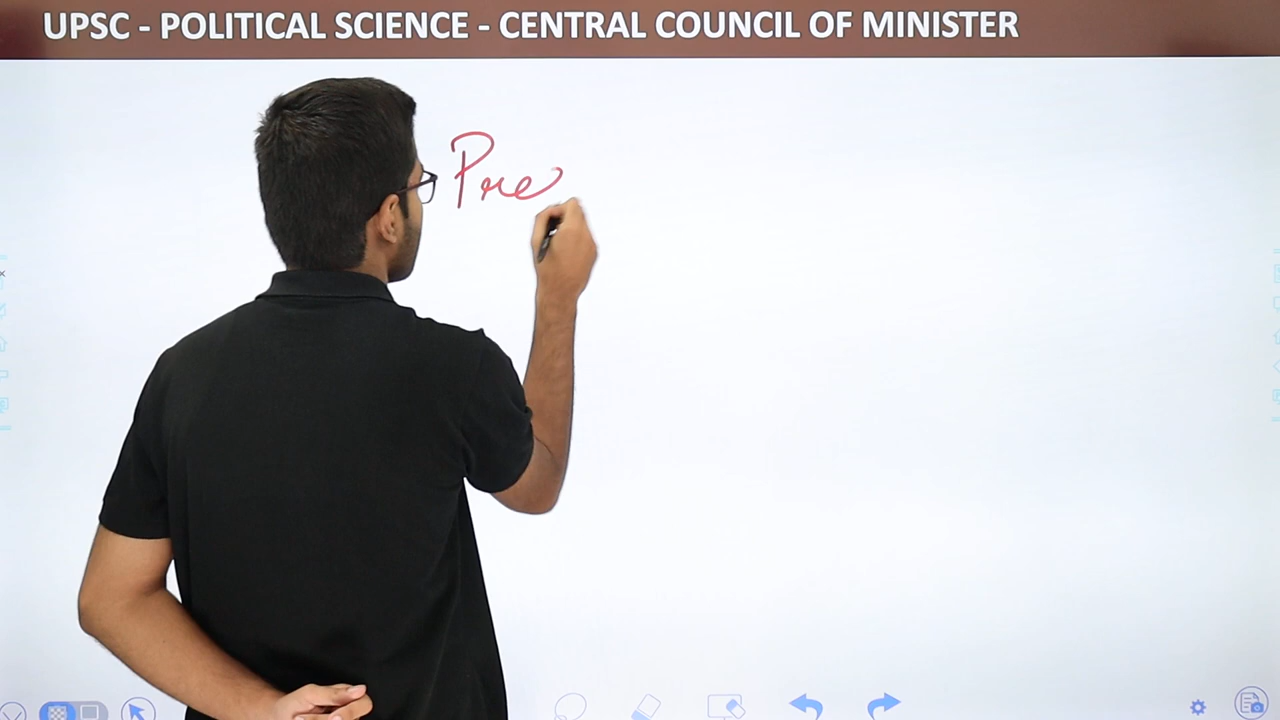 UPSC - POLITICAL SCIENCE - CENTRAL COUNCIL OF MINISTER
Pre